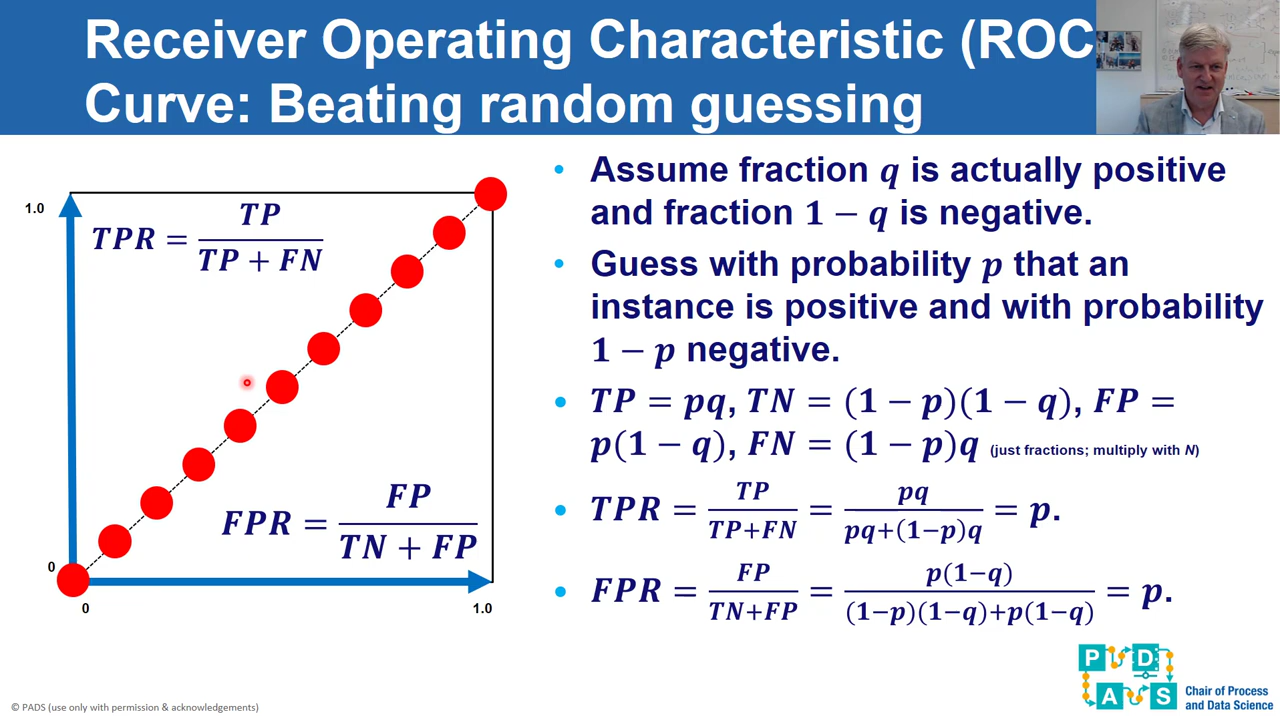 Receiver Operating Characteristic (ROC
Curve: Beating random guessing
1.0
TPR = TP / (TP + FN)
FPR = FP / (TN + FP)
0
0
1.0
• Assume fraction q is actually positive
and fraction 1 − q is negative.
• Guess with probability p that an
instance is positive and with probability
1 − p negative.
• TP = pq, TN = (1 − p)(1 − q), FP =
p(1 − q), FN = (1 − p)q (just fractions; multiply with N)
• TPR = TP / (TP+FN) = pq / (pq+(1−p)q) = p.
• FPR = FP / (TN+FP) = p(1−q) / ((1−p)(1−q)+p(1−q)) = p.
P D
A S
Chair of Process
and Data Science
© PADS (use only with permission & acknowledgements)